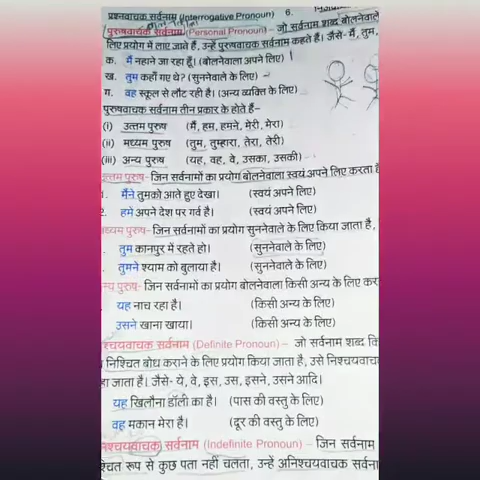 प्रश्नवाचक सर्वनाम (Interrogative Pronoun) 6.
पुरुषवाचक सर्वनाम (Personal Pronoun) - जो सर्वनाम शब्द बोलनेवाले
लिए प्रयोग में लाए जाते हैं, उन्हें पुरुषवाचक सर्वनाम कहते हैं। जैसे- मैं, तुम,
क. मैं नहाने जा रहा हूँ। (बोलनेवाला अपने लिए)
ख. तुम कहाँ गए थे? (सुननेवाले के लिए)
ग. वह स्कूल से लौट रही है। (अन्य व्यक्ति के लिए)
पुरुषवाचक सर्वनाम तीन प्रकार के होते हैं-
(i) उत्तम पुरुष (मैं, हम, हमने, मेरी, मेरा)
(ii) मध्यम पुरुष (तुम, तुम्हारा, तेरा, तेरी)
(iii) अन्य पुरुष (यह, वह, वे, उसका, उसकी)
उत्तम पुरुष- जिन सर्वनामों का प्रयोग बोलनेवाला स्वयं अपने लिए करता है
मैंने तुमको आते हुए देखा। (स्वयं अपने लिए)
2. हमें अपने देश पर गर्व है। (स्वयं अपने लिए)
मध्यम पुरुष- जिन सर्वनामों का प्रयोग सुननेवाले के लिए किया जाता है,
तुम कानपुर में रहते हो। (सुननेवाले के लिए)
तुमने श्याम को बुलाया है। (सुननेवाले के लिए)
न्य पुरुष- जिन सर्वनामों का प्रयोग बोलनेवाला किसी अन्य के लिए कर
यह नाच रहा है। (किसी अन्य के लिए)
उसने खाना खाया। (किसी अन्य के लिए)
श्चयवाचक सर्वनाम (Definite Pronoun) – जो सर्वनाम शब्द कि
निश्चित बोध कराने के लिए प्रयोग किया जाता है, उसे निश्चयवाच
हा जाता है। जैसे- ये, वे, इस, उस, इसने, उसने आदि।
यह खिलौना डॉली का है। (पास की वस्तु के लिए)
वह मकान मेरा है। (दूर की वस्तु के लिए)
निश्चयवाचक सर्वनाम (Indefinite Pronoun) – जिन सर्वनाम
श्चित रूप से कुछ पता नहीं चलता, उन्हें अनिश्चयवाचक सर्वना